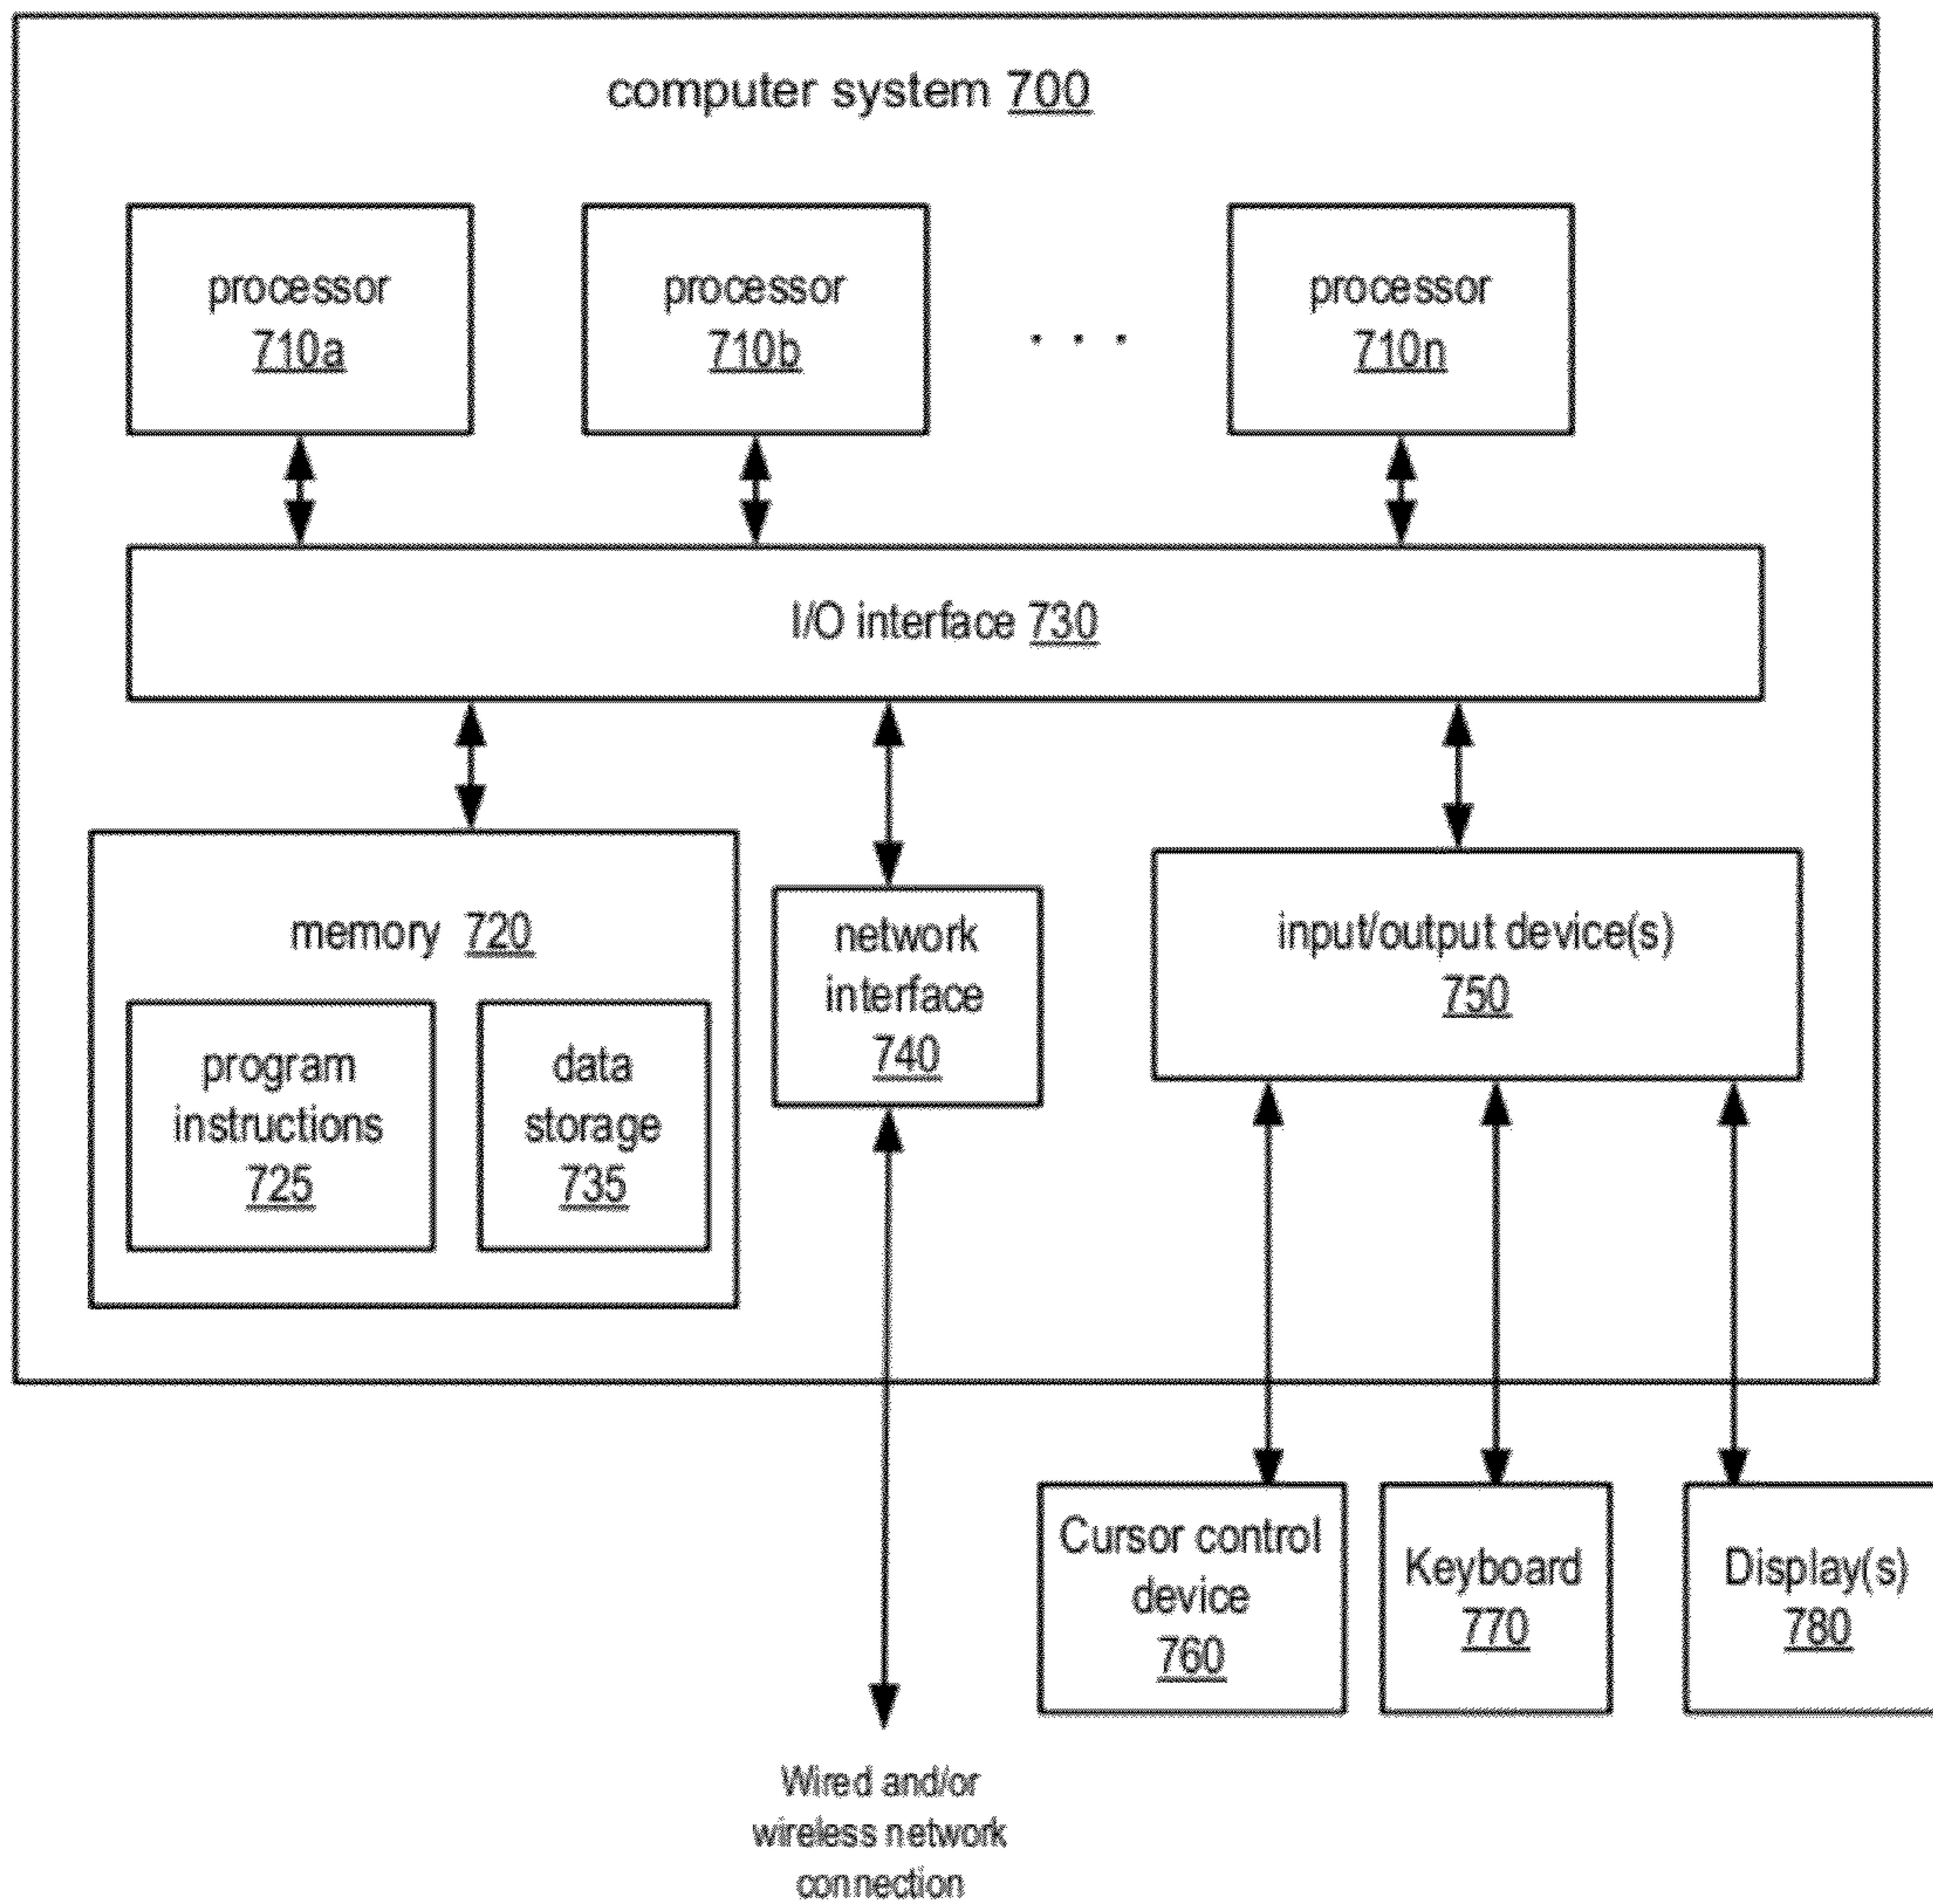 computer system 700
processor
710a
processor
710b
. . .
processor
710n
I/O interface 730
memory 720
program
instructions
725
data
storage
735
network
interface
740
input/output device(s)
750
Cursor control
device
760
Keyboard
770
Display(s)
780
Wired and/or
wireless network
connection